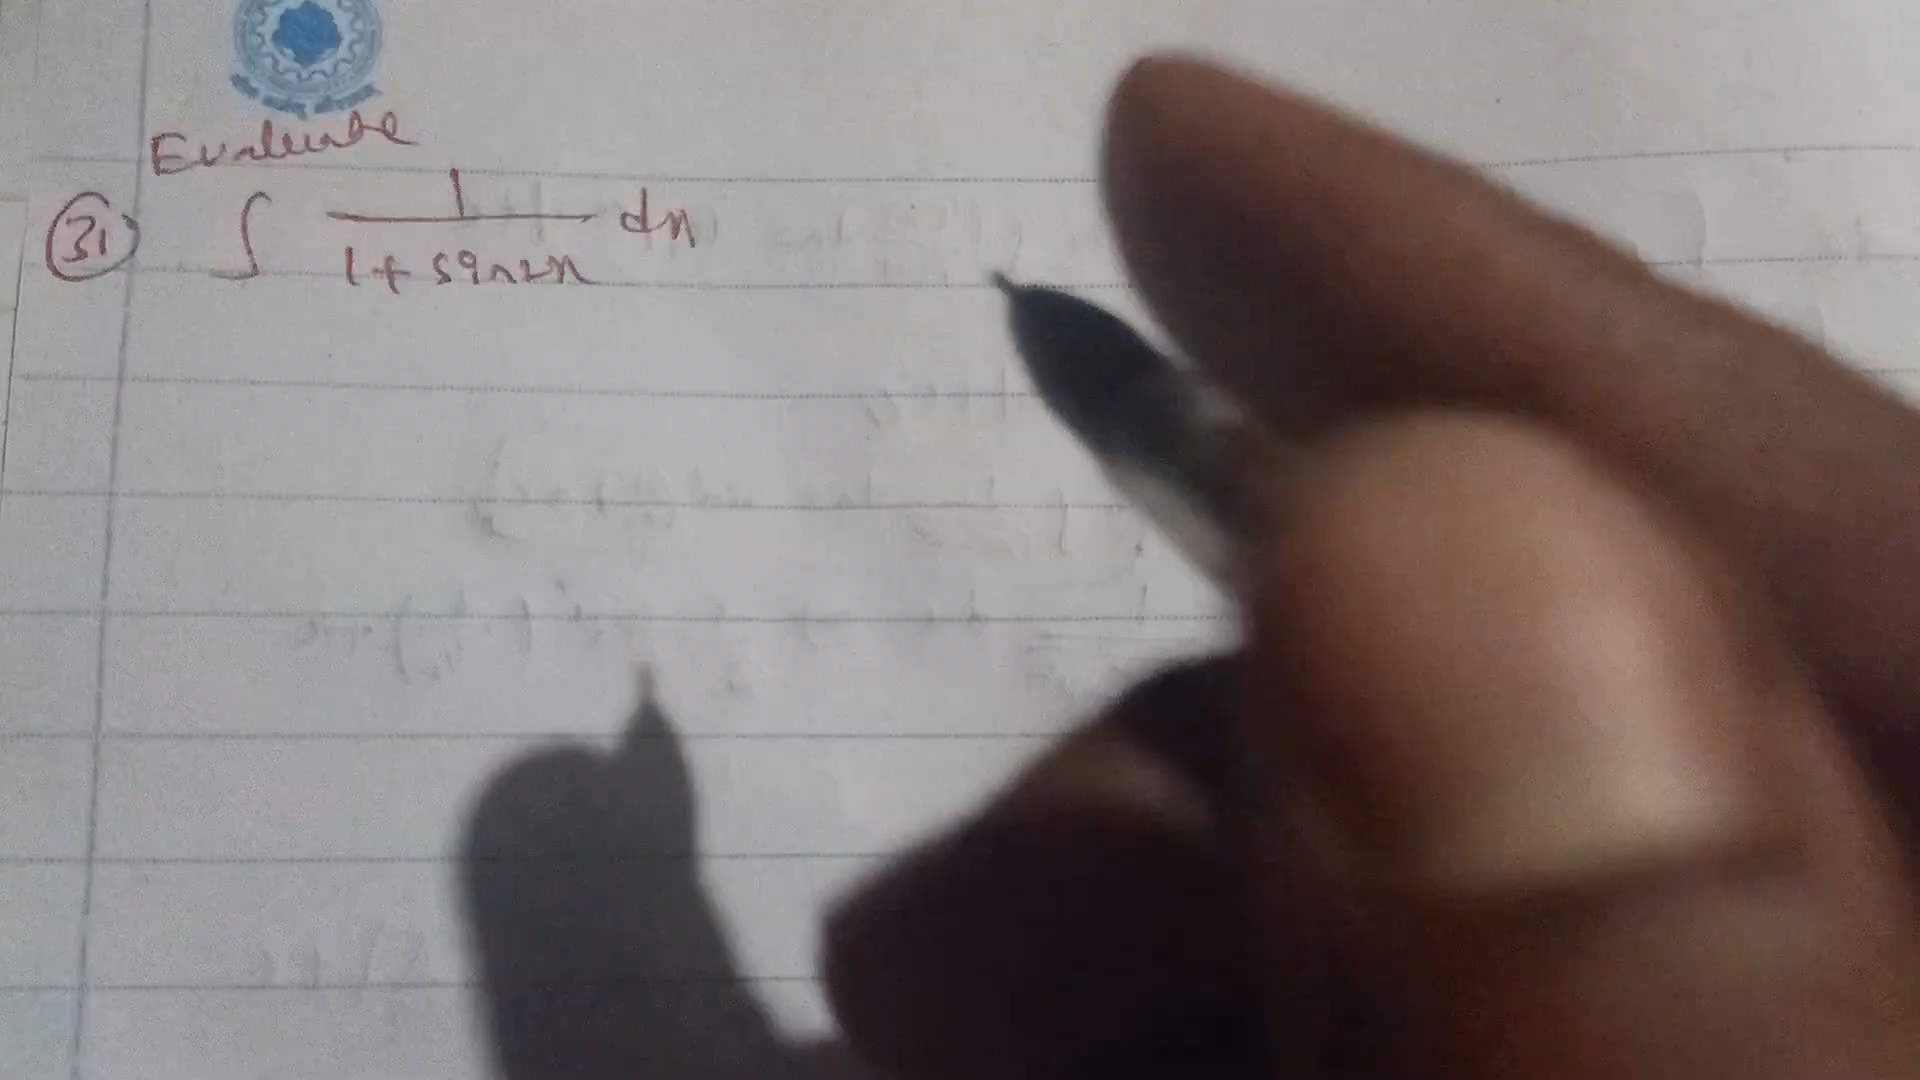 Evaluate
31 ∫ 1/(1+ sin2x) dx